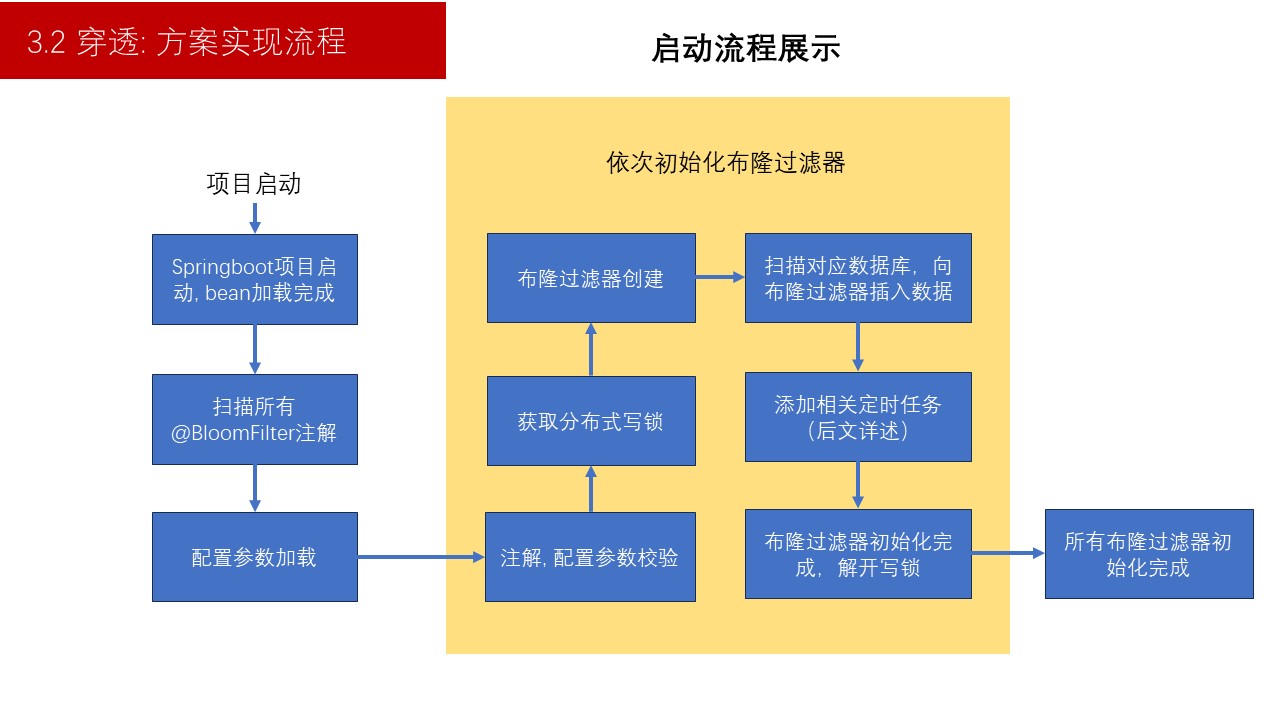 3.2 穿透: 方案实现流程
启动流程展示
项目启动
Springboot项目启
动, bean加载完成
扫描所有
@BloomFilter注解
配置参数加载
依次初始化布隆过滤器
注解, 配置参数校验
获取分布式写锁
布隆过滤器创建
扫描对应数据库，向
布隆过滤器插入数据
添加相关定时任务
（后文详述）
布隆过滤器初始化完
成，解开写锁
所有布隆过滤器初
始化完成